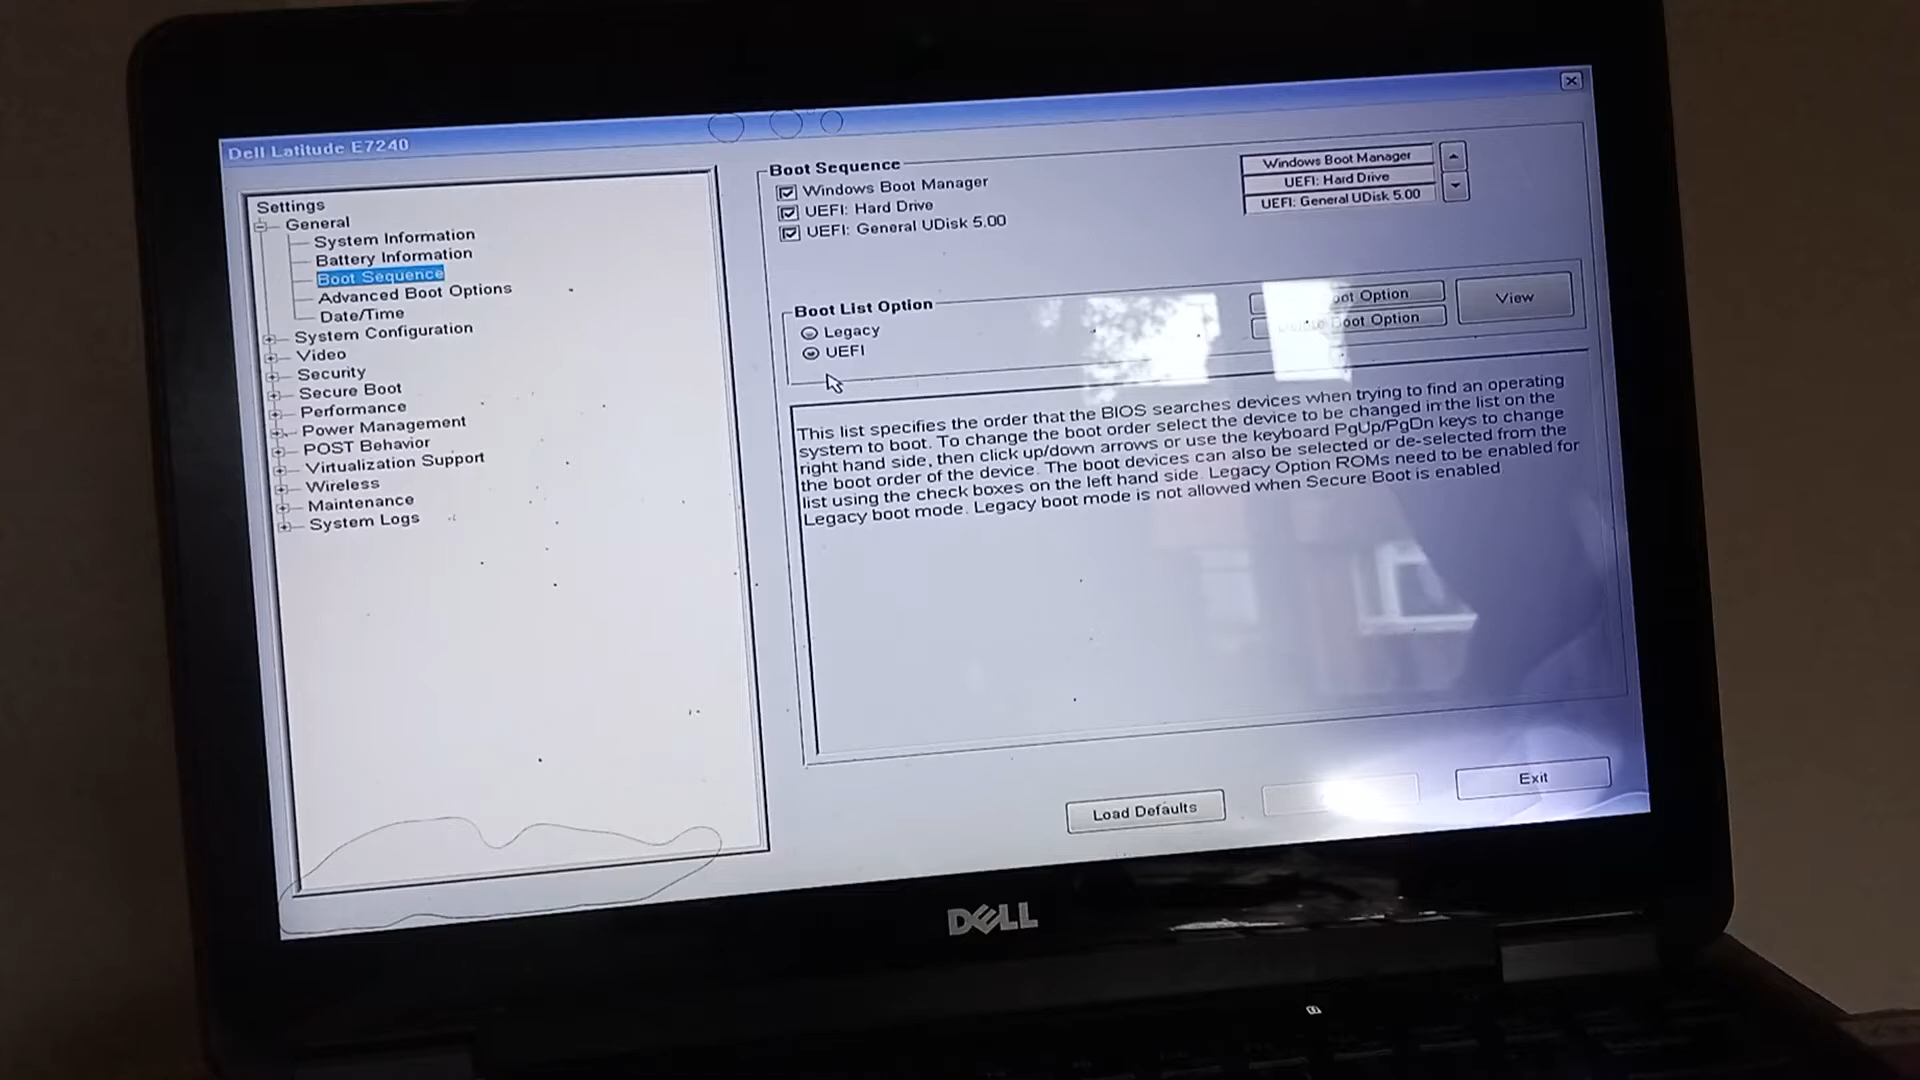 Dell Latitude E7240
Settings
General
System Information
Battery Information
Boot Sequence
Advanced Boot Options
Date/Time
System Configuration
Video
Security
Secure Boot
Performance
Power Management
POST Behavior
Virtualization Support
Wireless
Maintenance
System Logs
Boot Sequence
Windows Boot Manager
UEFI: Hard Drive
UEFI: General UDisk 5.00
Windows Boot Manager
UEFI: Hard Drive
UEFI: General UDisk 5.00
Boot List Option
Legacy
UEFI
Option
Boot Option
View
This list specifies the order that the BIOS searches devices when trying to find an operating
system to boot. To change the boot order select the device to be changed in the list on the
right hand side, then click up/down arrows or use the keyboard PgUp/PgDn keys to change
the boot order of the device. The boot devices can also be selected or de-selected from the
list using the check boxes on the left hand side. Legacy Option ROMs need to be enabled for
Legacy boot mode. Legacy boot mode is not allowed when Secure Boot is enabled
Load Defaults
Exit
DELL